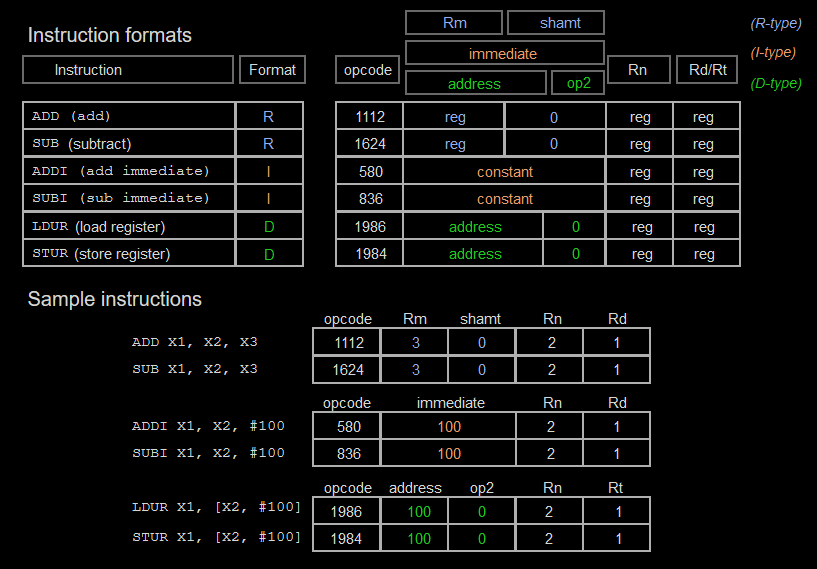 Rm shamt (R-type)
Instruction formats
immediate (I-type)
Instruction Format opcode Rn Rd/Rt
address op2 (D-type)
ADD (add) R 1112 reg 0 reg reg
SUB (subtract) R 1624 reg 0 reg reg
ADDI (add immediate) I 580 constant reg reg
SUBI (sub immediate) I 836 constant reg reg
LDUR (load register) D 1986 address 0 reg reg
STUR (store register) D 1984 address 0 reg reg
Sample instructions
opcode Rm shamt Rn Rd
ADD X1, X2, X3 1112 3 0 2 1
SUB X1, X2, X3 1624 3 0 2 1
opcode immediate Rn Rd
ADDI X1, X2, #100 580 100 2 1
SUBI X1, X2, #100 836 100 2 1
opcode address op2 Rn Rt
LDUR X1, [X2, #100] 1986 100 0 2 1
STUR X1, [X2, #100] 1984 100 0 2 1